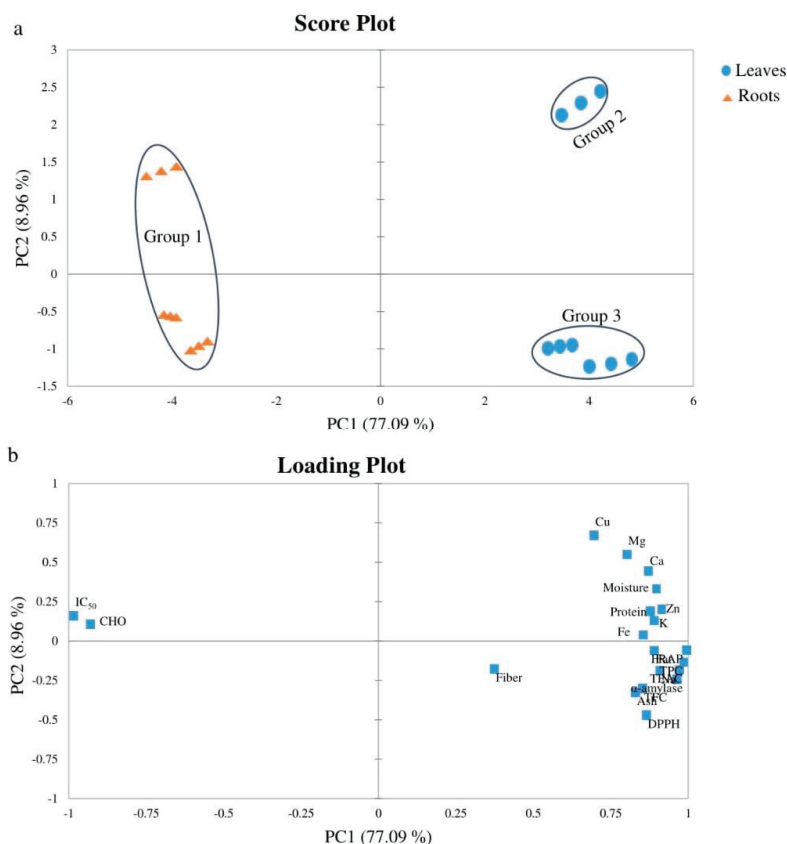 a
Score Plot
3
2.5
2
1.5
1
0.5
0
-0.5
-1
-1.5
PC2 (8.96 %)
Group 1
Group 2
Group 3
Leaves
Roots
-6
-4
-2
0
2
4
6
PC1 (77.09 %)
b
Loading Plot
1
0.75
0.5
0.25
0
-0.25
-0.5
-0.75
-1
PC2 (8.96 %)
Cu
Mg
Ca
Moisture
Zn
Protein
K
Fe
IC50
CHO
Fiber
FRAP
TPC
α-amylase
TFC
Ash
DPPH
-1
-0.75
-0.5
-0.25
0
0.25
0.5
0.75
1
PC1 (77.09 %)